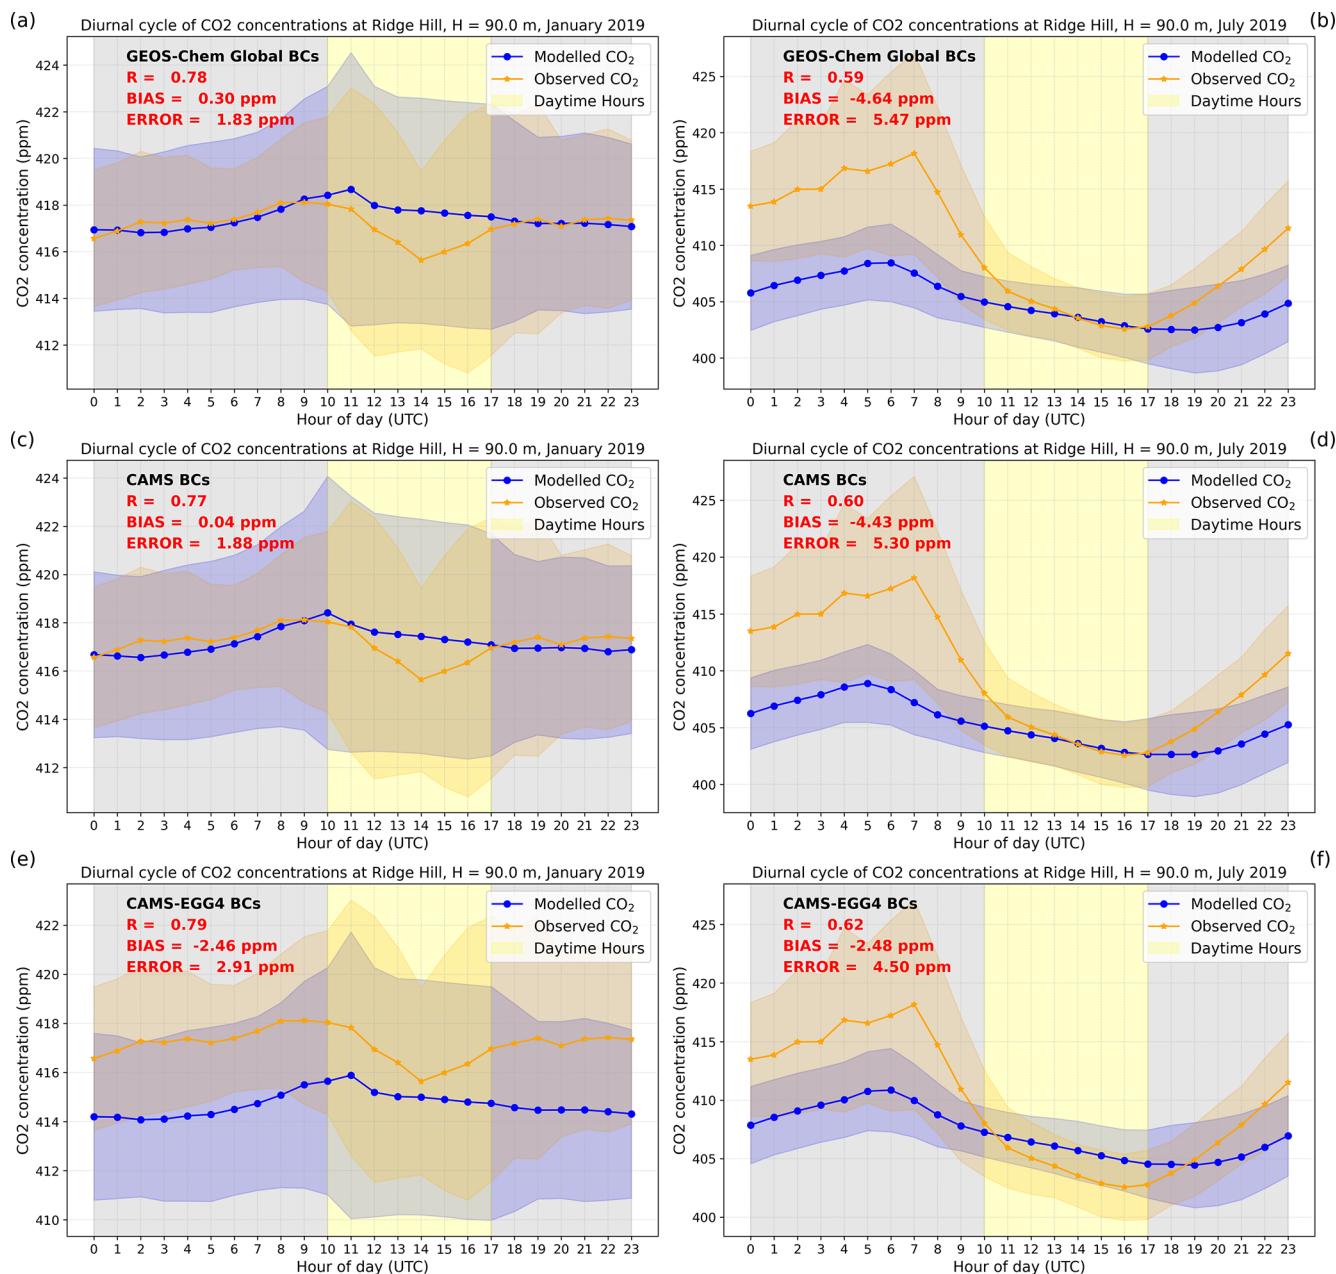 (a)
Diurnal cycle of CO2 concentrations at Ridge Hill, H = 90.0 m, January 2019
GEOS-Chem Global BCs
R = 0.78
BIAS = 0.30 ppm
ERROR = 1.83 ppm
Modelled CO₂
Observed CO₂
Daytime Hours
CO2 concentration (ppm)
424
422
420
418
416
414
412
0 1 2 3 4 5 6 7 8 9 10 11 12 13 14 15 16 17 18 19 20 21 22 23
Hour of day (UTC)
(b)
Diurnal cycle of CO2 concentrations at Ridge Hill, H = 90.0 m, July 2019
GEOS-Chem Global BCs
R = 0.59
BIAS = -4.64 ppm
ERROR = 5.47 ppm
Modelled CO₂
Observed CO₂
Daytime Hours
CO2 concentration (ppm)
425
420
415
410
405
400
0 1 2 3 4 5 6 7 8 9 10 11 12 13 14 15 16 17 18 19 20 21 22 23
Hour of day (UTC)
(c)
Diurnal cycle of CO2 concentrations at Ridge Hill, H = 90.0 m, January 2019
CAMS BCs
R = 0.77
BIAS = 0.04 ppm
ERROR = 1.88 ppm
Modelled CO₂
Observed CO₂
Daytime Hours
CO2 concentration (ppm)
424
422
420
418
416
414
412
0 1 2 3 4 5 6 7 8 9 10 11 12 13 14 15 16 17 18 19 20 21 22 23
Hour of day (UTC)
(d)
Diurnal cycle of CO2 concentrations at Ridge Hill, H = 90.0 m, July 2019
CAMS BCs
R = 0.60
BIAS = -4.43 ppm
ERROR = 5.30 ppm
Modelled CO₂
Observed CO₂
Daytime Hours
CO2 concentration (ppm)
425
420
415
410
405
400
0 1 2 3 4 5 6 7 8 9 10 11 12 13 14 15 16 17 18 19 20 21 22 23
Hour of day (UTC)
(e)
Diurnal cycle of CO2 concentrations at Ridge Hill, H = 90.0 m, January 2019
CAMS-EGG4 BCs
R = 0.79
BIAS = -2.46 ppm
ERROR = 2.91 ppm
Modelled CO₂
Observed CO₂
Daytime Hours
CO2 concentration (ppm)
422
420
418
416
414
412
410
0 1 2 3 4 5 6 7 8 9 10 11 12 13 14 15 16 17 18 19 20 21 22 23
Hour of day (UTC)
(f)
Diurnal cycle of CO2 concentrations at Ridge Hill, H = 90.0 m, July 2019
CAMS-EGG4 BCs
R = 0.62
BIAS = -2.48 ppm
ERROR = 4.50 ppm
Modelled CO₂
Observed CO₂
Daytime Hours
CO2 concentration (ppm)
425
420
415
410
405
400
0 1 2 3 4 5 6 7 8 9 10 11 12 13 14 15 16 17 18 19 20 21 22 23
Hour of day (UTC)